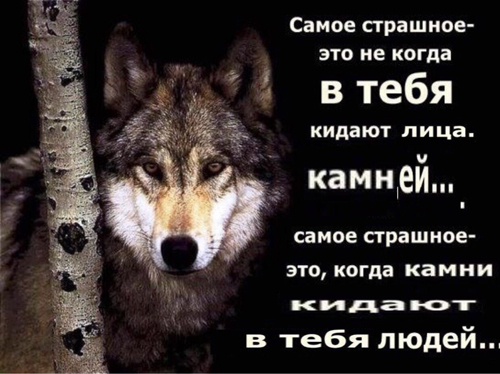 Самое страшное-
это не когда
в тебя
кидают лица.
камней...
.
самое страшное-
это, когда камни
кидают
в тебя людей...